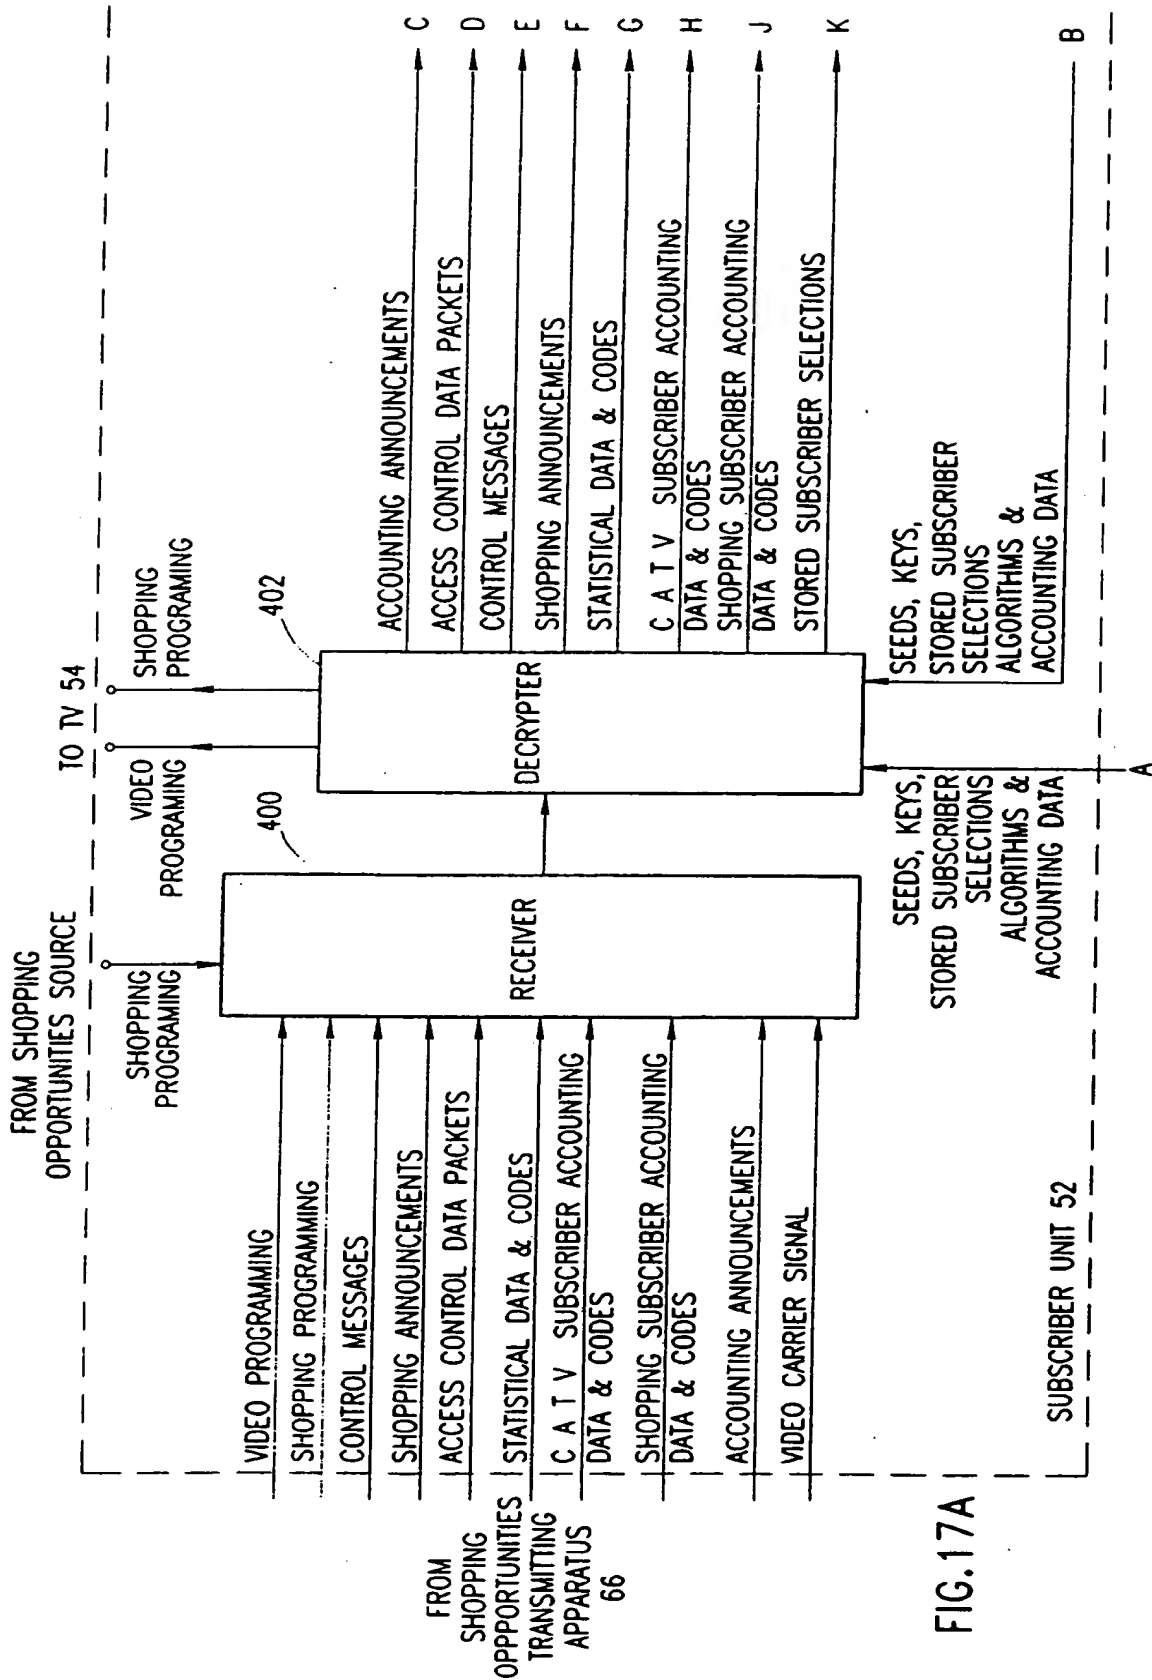 FROM SHOPPING
OPPORTUNITIES SOURCE
SHOPPING
PROGRAMING
TO TV 54
VIDEO
PROGRAMING
SHOPPING
PROGRAMING
400
402
RECEIVER
DECRYPTER
VIDEO PROGRAMMING
SHOPPING PROGRAMMING
CONTROL MESSAGES
SHOPPING ANNOUNCEMENTS
ACCESS CONTROL DATA PACKETS
STATISTICAL DATA & CODES
C A T V SUBSCRIBER ACCOUNTING
DATA & CODES
SHOPPING SUBSCRIBER ACCOUNTING
DATA & CODES
ACCOUNTING ANNOUNCEMENTS
VIDEO CARRIER SIGNAL
FROM
SHOPPING
OPPPORTUNITIES
TRANSMITTING
APPARATUS
66
ACCOUNTING ANNOUNCEMENTS
C
ACCESS CONTROL DATA PACKETS
D
CONTROL MESSAGES
E
SHOPPING ANNOUNCEMENTS
F
STATISTICAL DATA & CODES
G
C A T V SUBSCRIBER ACCOUNTING
DATA & CODES
H
SHOPPING SUBSCRIBER ACCOUNTING
DATA & CODES
J
STORED SUBSCRIBER SELECTIONS
K
SEEDS, KEYS,
STORED SUBSCRIBER
SELECTIONS
ALGORITHMS &
ACCOUNTING DATA
A
SEEDS, KEYS,
STORED SUBSCRIBER
SELECTIONS
ALGORITHMS &
ACCOUNTING DATA
B
SUBSCRIBER UNIT 52
FIG.17A